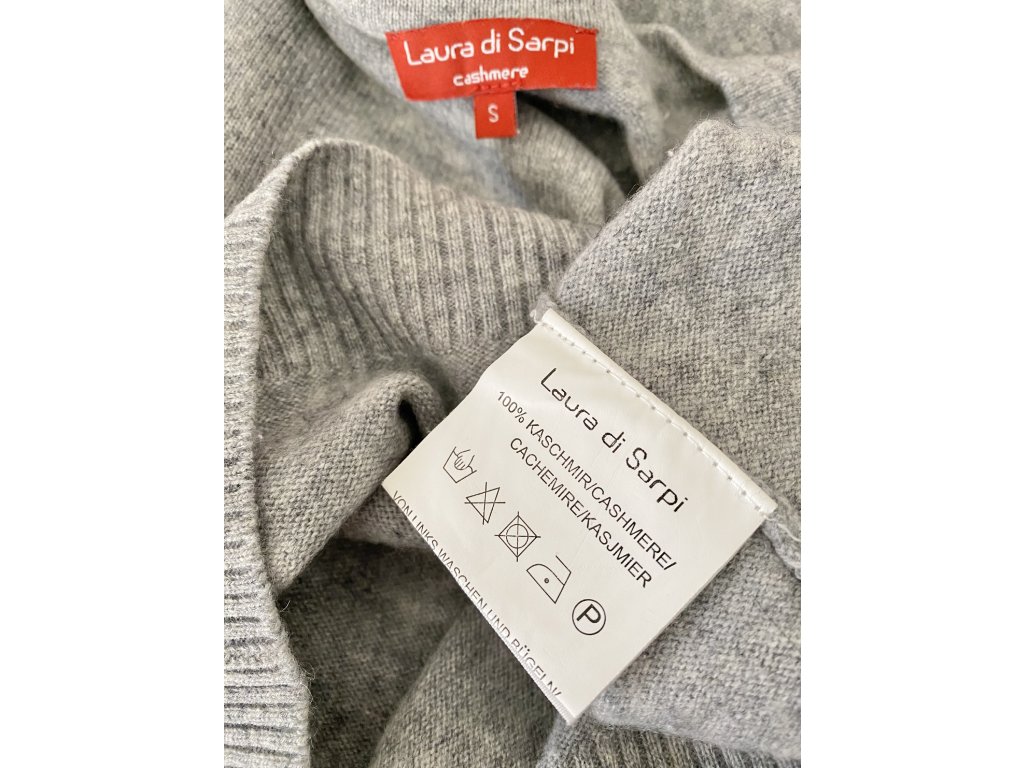 Laura di Sarpi
cashmere
S
Laura di Sarpi
100% KASCHMIR/CASHMERE/
CACHEMIRE/KASJMIER
P
VON LINKS WASCHEN UND BÜGELN/